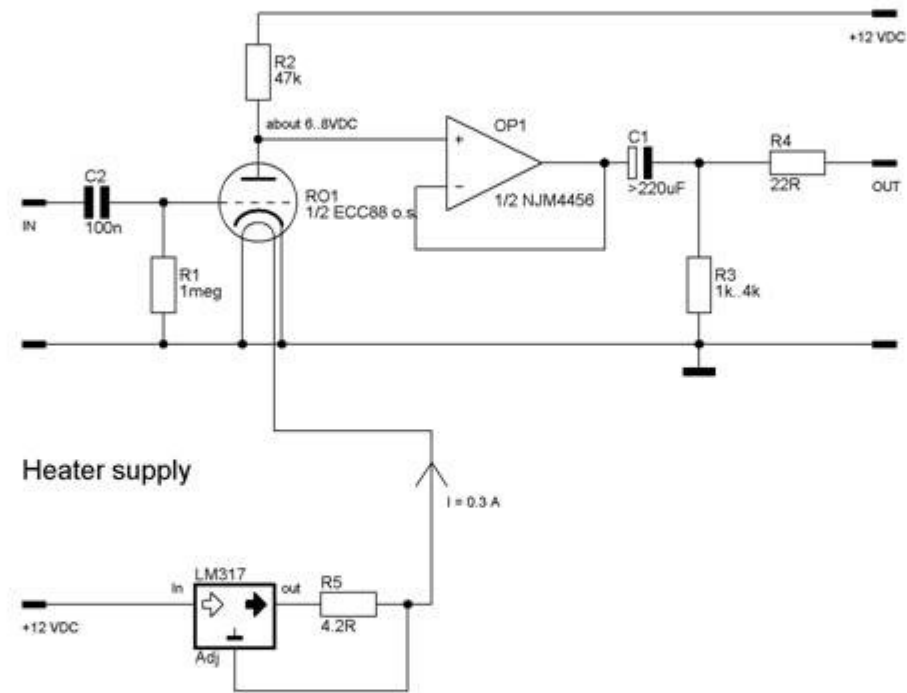 R2
47k
+12 VDC
about 6..8VDC
OP1
+
-
1/2 NJM4456
C1
>220uF
R4
22R
OUT
C2
100n
IN
RO1
1/2 ECC88 o.s.
R1
1meg
R3
1k..4k
Heater supply
I = 0.3 A
LM317
In
out
R5
4.2R
+12 VDC
Adj